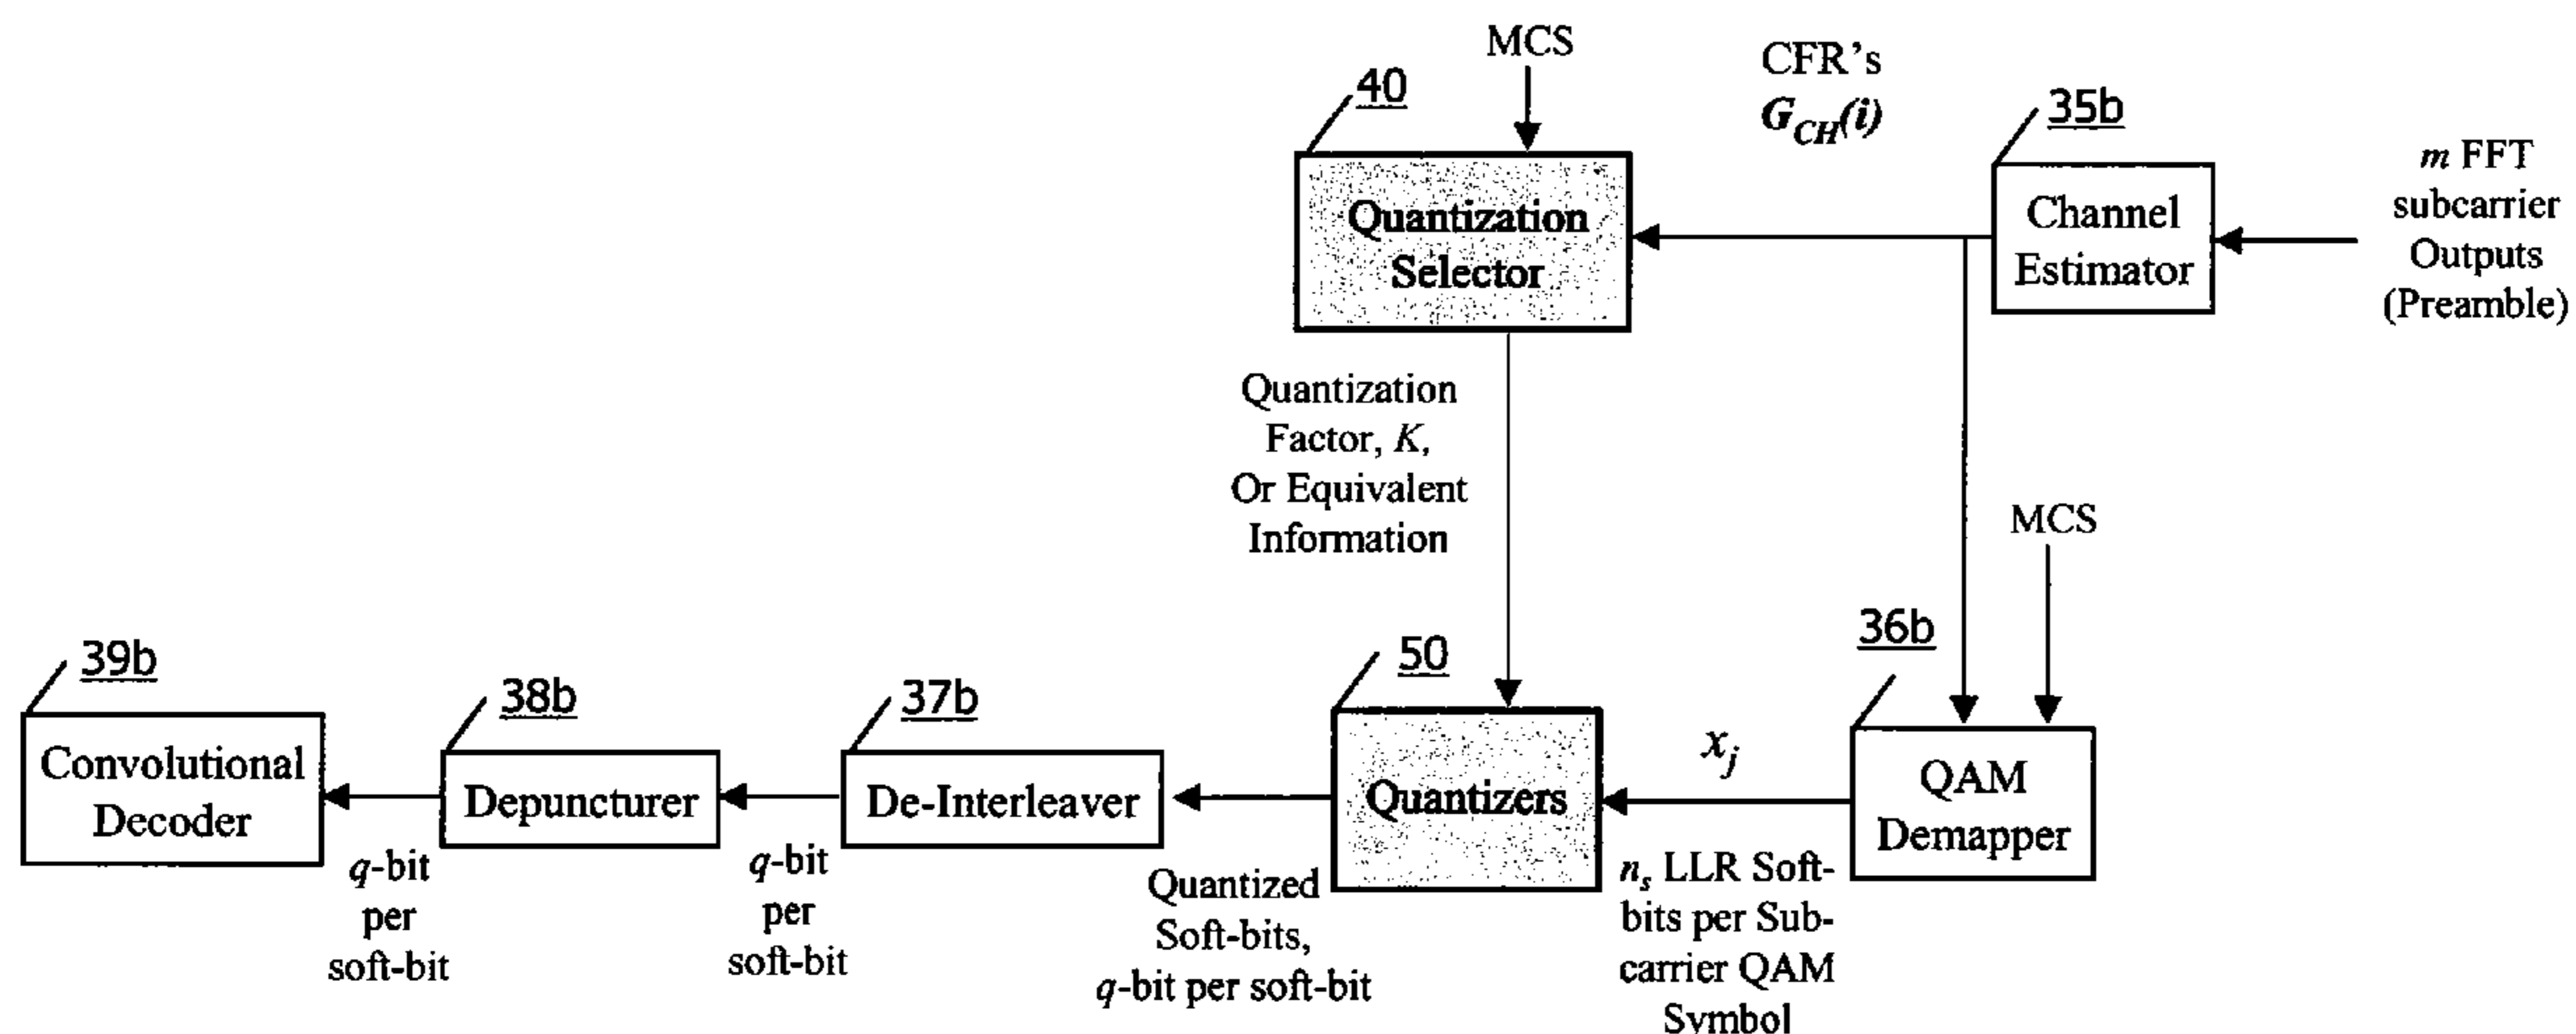 MCS
CFR's
G_CH(i)
40
35b
m FFT
subcarrier
Outputs
(Preamble)
Quantization
Selector
Channel
Estimator
Quantization
Factor, K,
Or Equivalent
Information
MCS
39b
38b
37b
50
36b
Convolutional
Decoder
Depuncturer
De-Interleaver
Quantizers
x_j
QAM
Demapper
q-bit
per
soft-bit
q-bit
per
soft-bit
Quantized
Soft-bits,
q-bit per soft-bit
n_s LLR Soft-
bits per Sub-
carrier QAM
Symbol